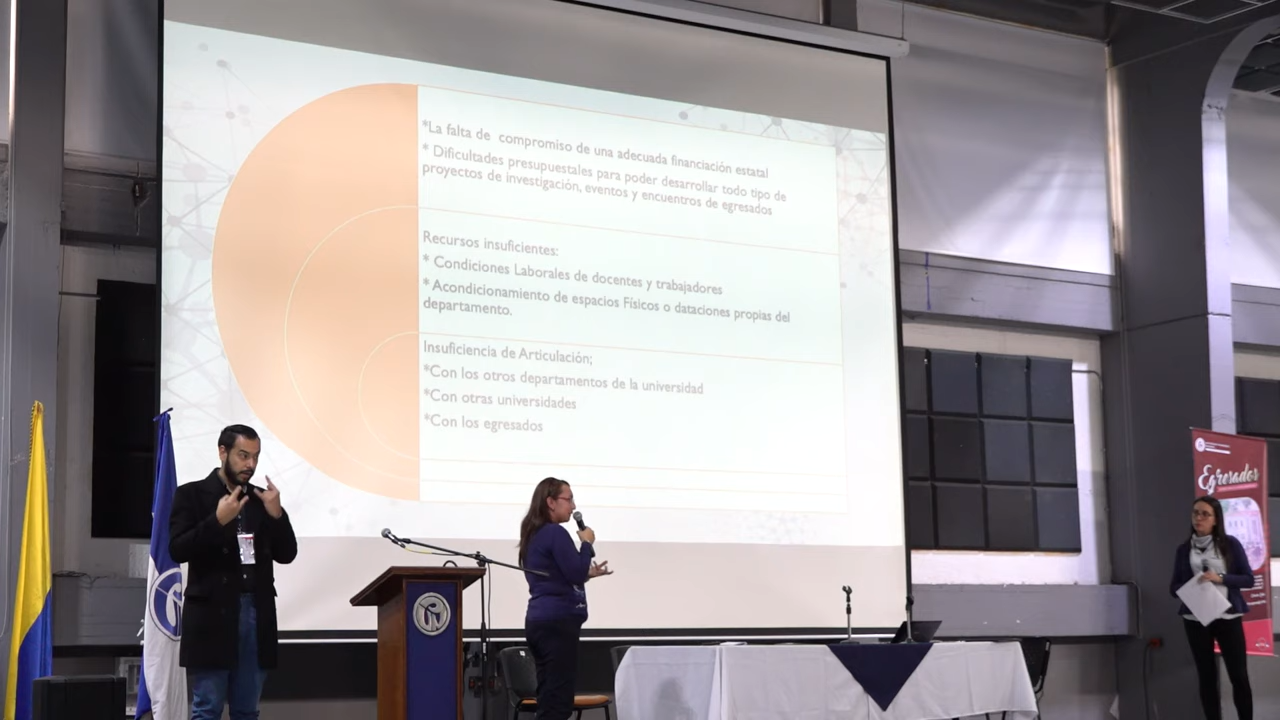 *La falta de compromiso de una adecuada financiación estatal
* Dificultades presupuestales para poder desarrollar todo tipo de
proyectos de investigación, eventos y encuentros de egresados
Recursos insuficientes:
* Condiciones Laborales de docentes y trabajadores
* Acondicionamiento de espacios Físicos o dataciones propias del
departamento.
Insuficiencia de Articulación;
*Con los otros departamentos de la universidad
*Con otras universidades
*Con los egresados
Egresados